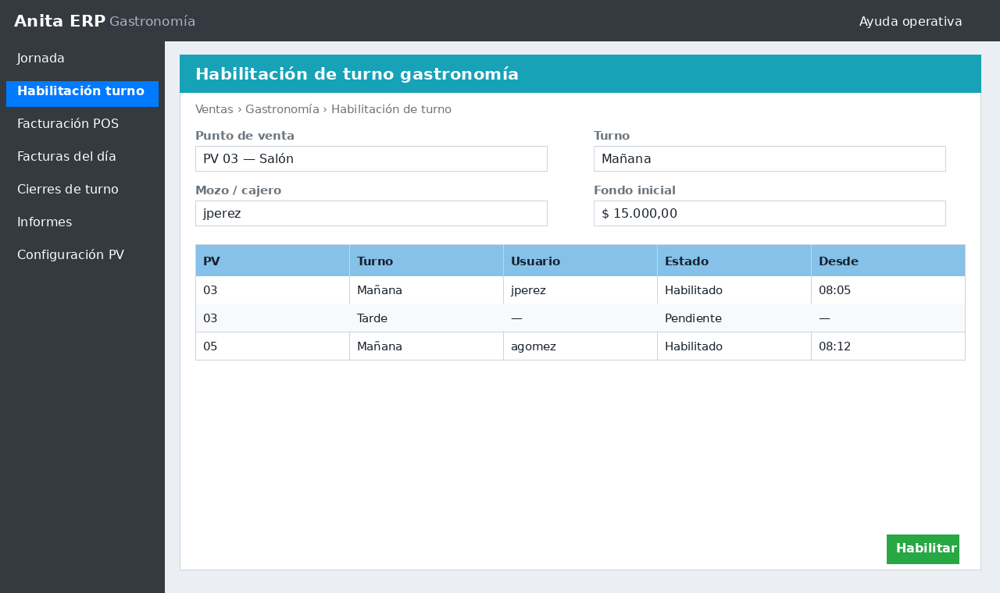 Anita ERP Gastronomía
Ayuda operativa
Jornada
Habilitación turno
Facturación POS
Facturas del día
Cierres de turno
Informes
Configuración PV
Habilitación de turno gastronomía
Ventas › Gastronomía › Habilitación de turno
Punto de venta
PV 03 — Salón
Turno
Mañana
Mozo / cajero
jperez
Fondo inicial
$ 15.000,00
PV Turno Usuario Estado Desde
03 Mañana jperez Habilitado 08:05
03 Tarde — Pendiente —
05 Mañana agomez Habilitado 08:12
Habilitar